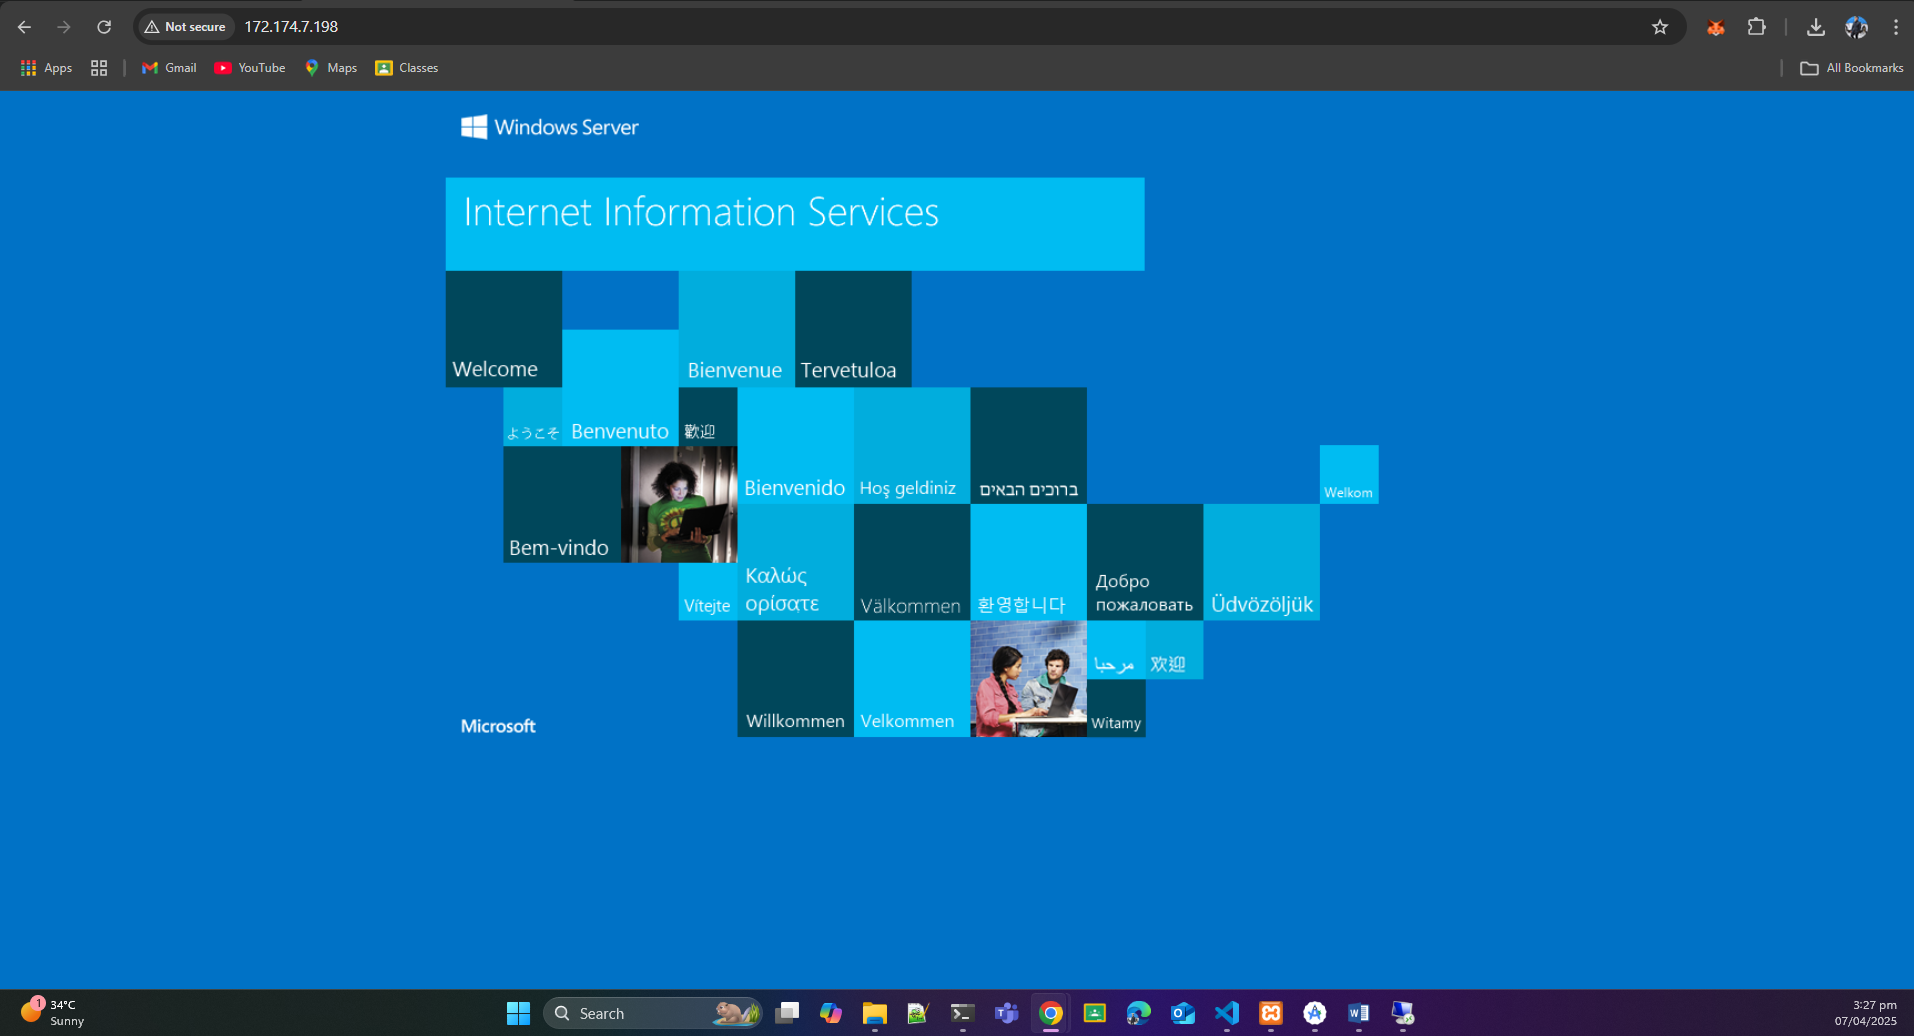 Not secure
172.174.7.198
Apps
Gmail
YouTube
Maps
Classes
All Bookmarks
Windows Server
Internet Information Services
Welcome
Bienvenue
Tervetuloa
ようこそ
Benvenuto
歡迎
Bienvenido
Hoş geldiniz
ברוכים הבאים
Welkom
Bem-vindo
Vítejte
Καλώς
ορίσατε
Välkommen
환영합니다
Добро
пожаловать
Üdvözöljük
مرحبا
欢迎
Willkommen
Velkommen
Witamy
Microsoft
1
34°C
Sunny
Search
3:27 pm
07/04/2025